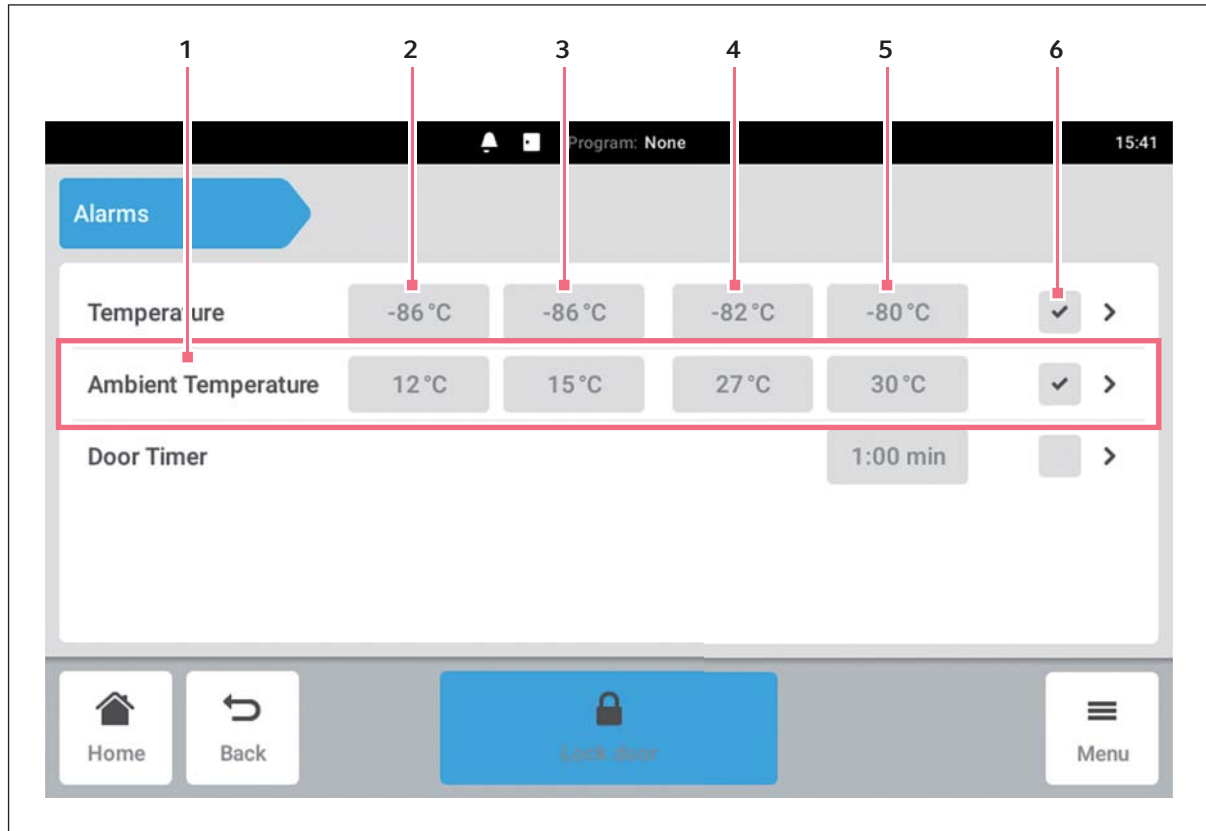 1 2 3 4 5 6
Program: None 15:41
Alarms
Temperature -86 °C -86 °C -82 °C -80 °C
Ambient Temperature 12 °C 15 °C 27 °C 30 °C
Door Timer 1:00 min
Home Back Lock door Menu